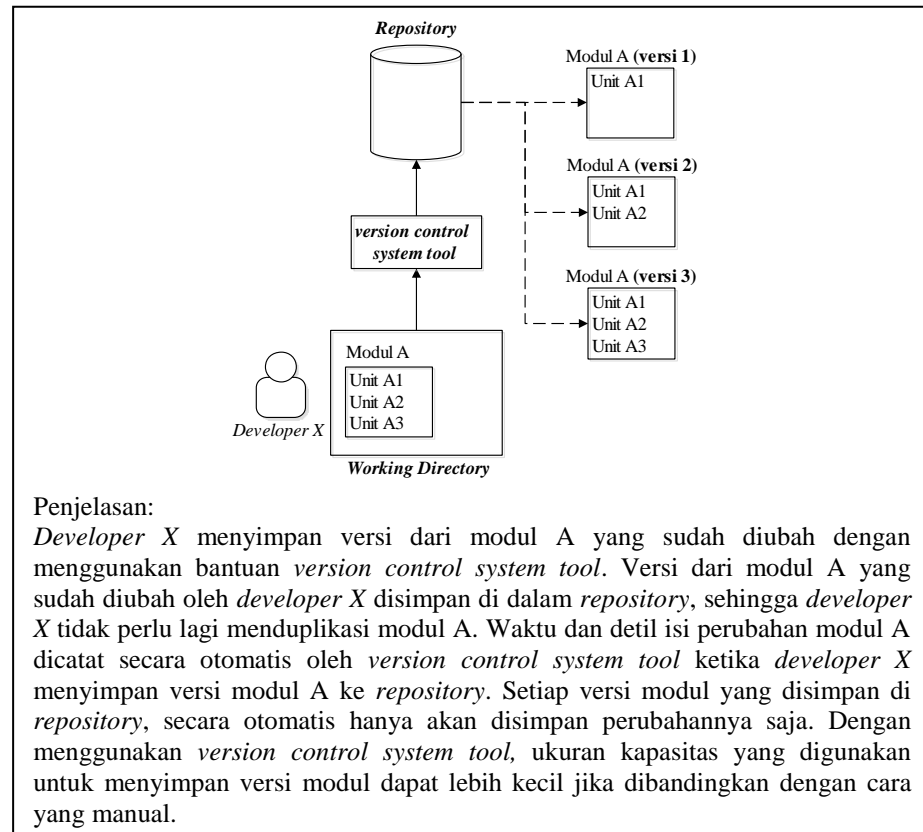 Repository
Modul A (versi 1)
Unit A1
Modul A (versi 2)
Unit A1
Unit A2
version control
system tool
Modul A (versi 3)
Unit A1
Unit A2
Unit A3
Modul A
Unit A1
Unit A2
Unit A3
Developer X
Working Directory
Penjelasan:
Developer X menyimpan versi dari modul A yang sudah diubah dengan
menggunakan bantuan version control system tool. Versi dari modul A yang
sudah diubah oleh developer X disimpan di dalam repository, sehingga developer
X tidak perlu lagi menduplikasi modul A. Waktu dan detil isi perubahan modul A
dicatat secara otomatis oleh version control system tool ketika developer X
menyimpan versi modul A ke repository. Setiap versi modul yang disimpan di
repository, secara otomatis hanya akan disimpan perubahannya saja. Dengan
menggunakan version control system tool, ukuran kapasitas yang digunakan
untuk menyimpan versi modul dapat lebih kecil jika dibandingkan dengan cara
yang manual.